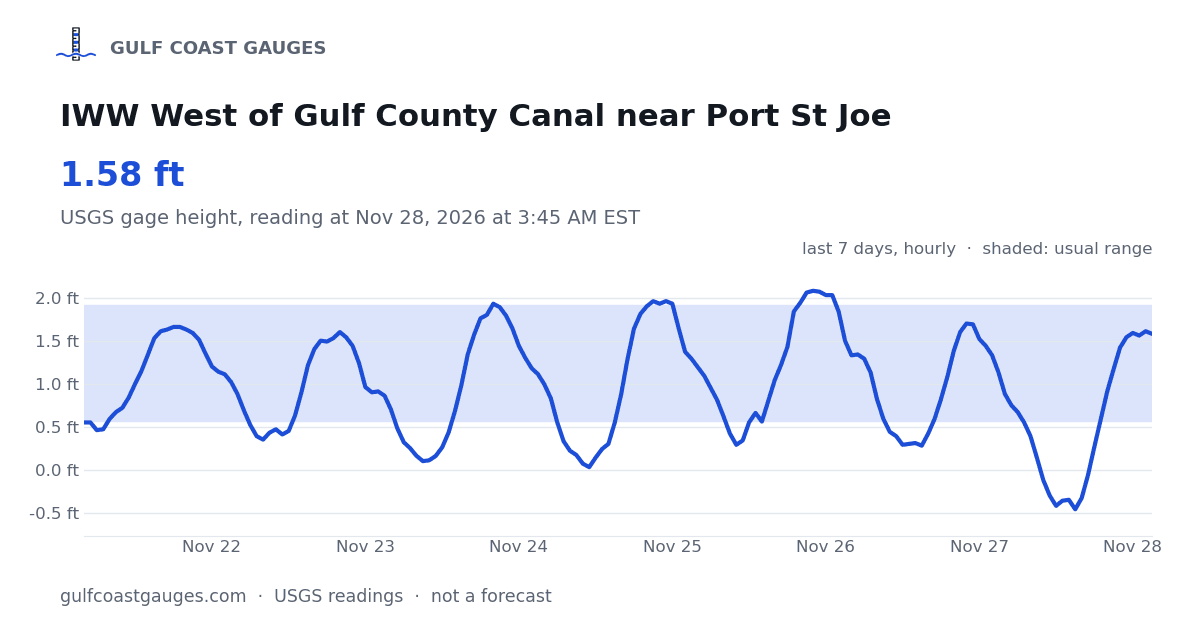 GULF COAST GAUGES
IWW West of Gulf County Canal near Port St Joe
1.58 ft
USGS gage height, reading at Nov 28, 2026 at 3:45 AM EST
last 7 days, hourly · shaded: usual range
2.0 ft
1.5 ft
1.0 ft
0.5 ft
0.0 ft
-0.5 ft
Nov 22 Nov 23 Nov 24 Nov 25 Nov 26 Nov 27 Nov 28
gulfcoastgauges.com · USGS readings · not a forecast